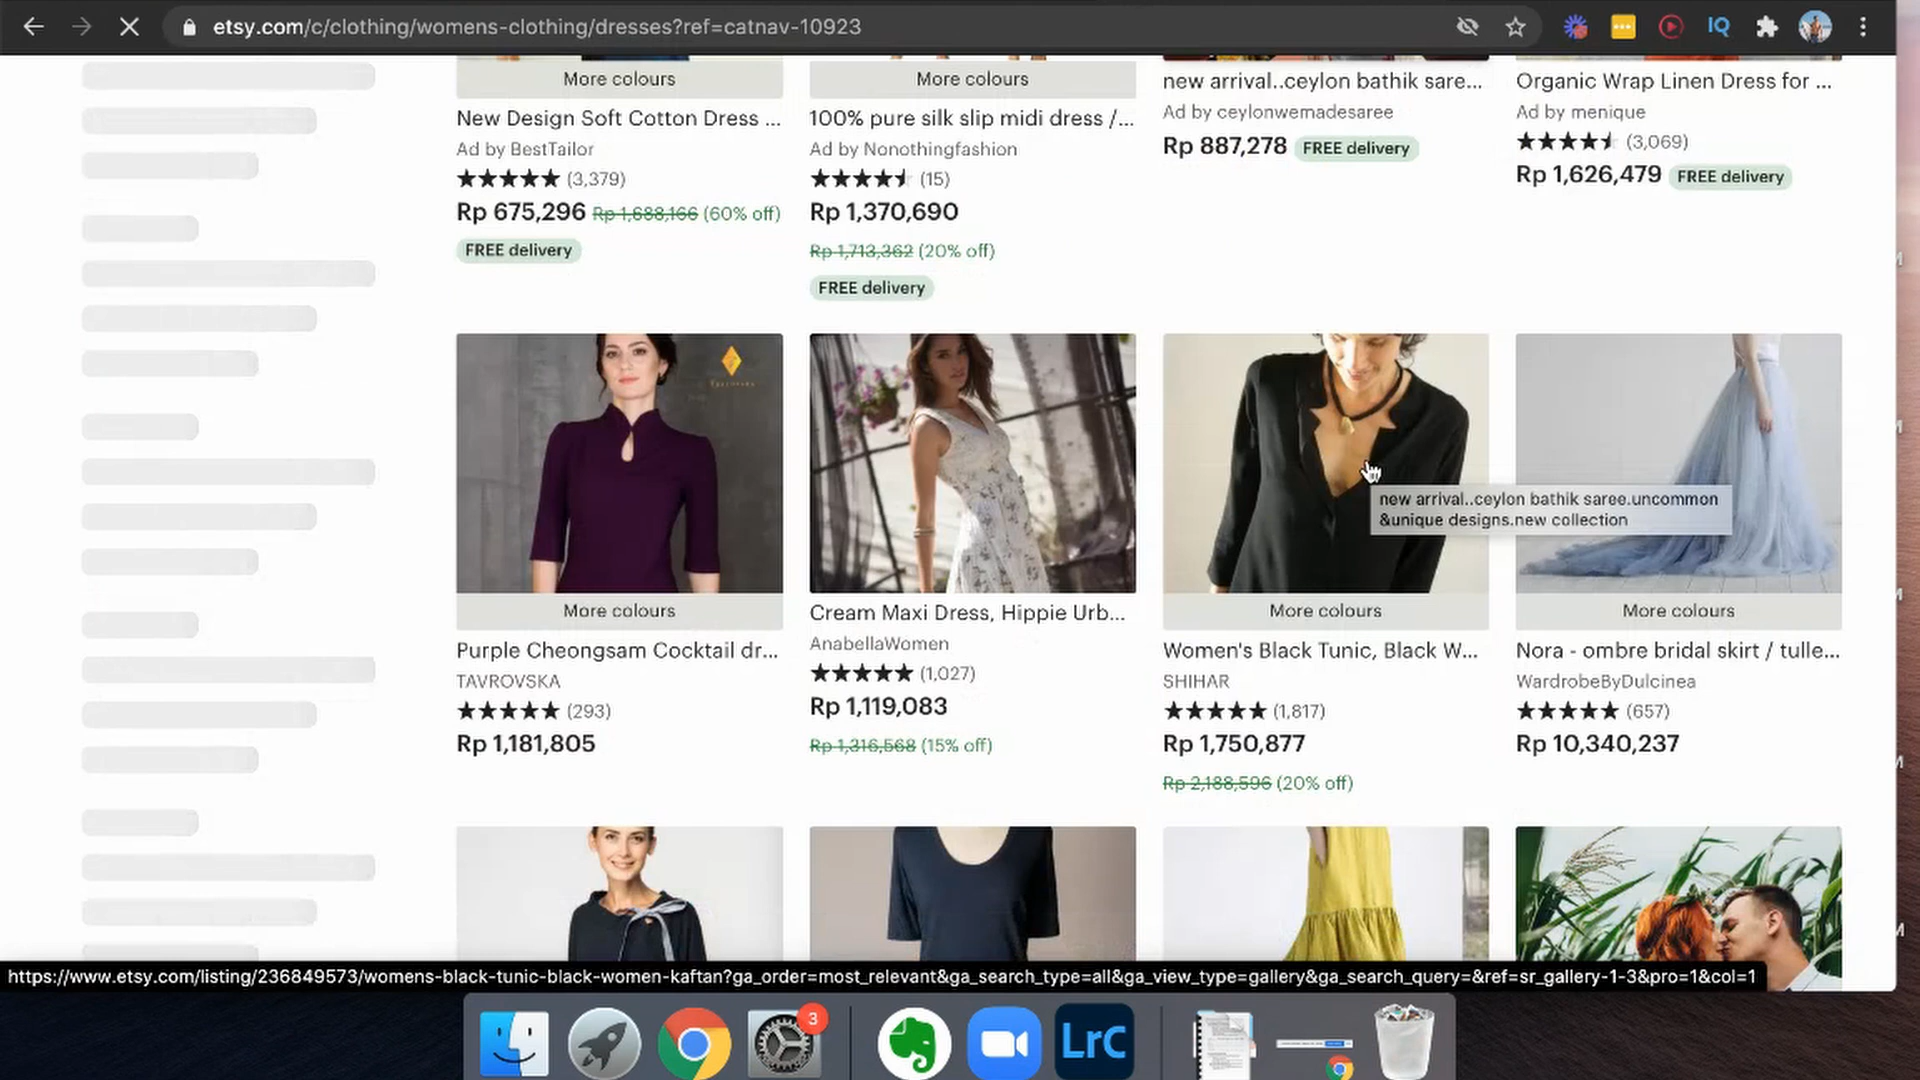 etsy.com/c/clothing/womens-clothing/dresses?ref=catnav-10923
IQ
More colours
New Design Soft Cotton Dress ...
Ad by BestTailor
(3,379)
Rp 675,296 Rp 1,688,166 (60% off)
FREE delivery
More colours
100% pure silk slip midi dress /...
Ad by Nonothingfashion
(15)
Rp 1,370,690
Rp 1,713,362 (20% off)
FREE delivery
new arrival..ceylon bathik sare...
Ad by ceylonwemadesaree
Rp 887,278 FREE delivery
Organic Wrap Linen Dress for ...
Ad by menique
(3,069)
Rp 1,626,479 FREE delivery
More colours
Purple Cheongsam Cocktail dr...
TAVROVSKA
(293)
Rp 1,181,805
Cream Maxi Dress, Hippie Urb...
AnabellaWomen
(1,027)
Rp 1,119,083
Rp 1,316,568 (15% off)
new arrival..ceylon bathik saree.uncommon
&unique designs.new collection
More colours
Women's Black Tunic, Black W...
SHIHAR
(1,817)
Rp 1,750,877
Rp 2,188,596 (20% off)
More colours
Nora - ombre bridal skirt / tulle...
WardrobeByDulcinea
(657)
Rp 10,340,237
https://www.etsy.com/listing/236849573/womens-black-tunic-black-women-kaftan?ga_order=most_relevant&ga_search_type=all&ga_view_type=gallery&ga_search_query=&ref=sr_gallery-1-3&pro=1&col=1
3
LrC